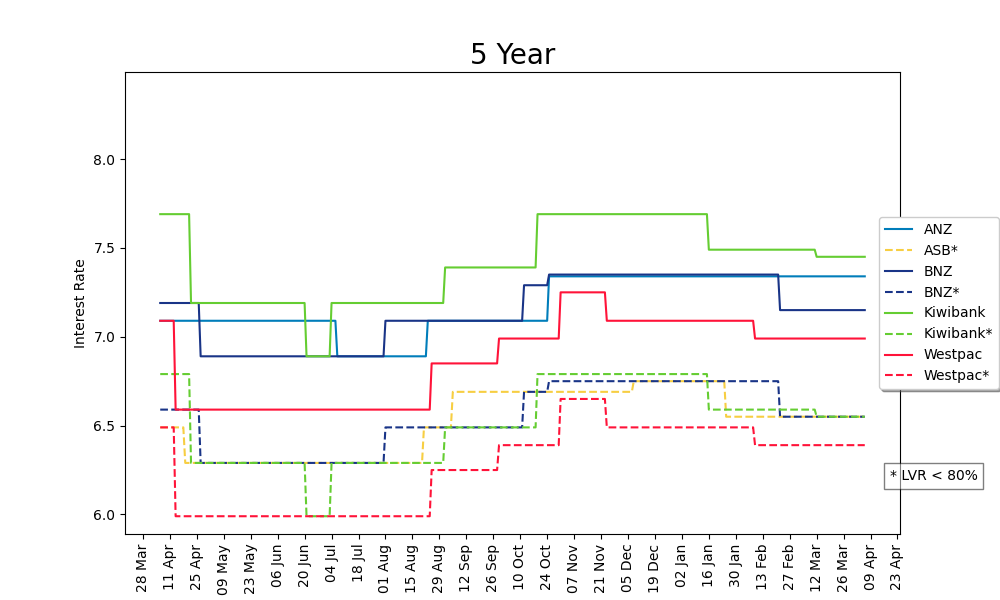 5 Year
Interest Rate
8.0
7.5
7.0
6.5
6.0
28 Mar
11 Apr
25 Apr
09 May
23 May
06 Jun
20 Jun
04 Jul
18 Jul
01 Aug
15 Aug
29 Aug
12 Sep
26 Sep
10 Oct
24 Oct
07 Nov
21 Nov
05 Dec
19 Dec
02 Jan
16 Jan
30 Jan
13 Feb
27 Feb
12 Mar
26 Mar
09 Apr
23 Apr
ANZ
ASB*
BNZ
BNZ*
Kiwibank
Kiwibank*
Westpac
Westpac*
* LVR < 80%